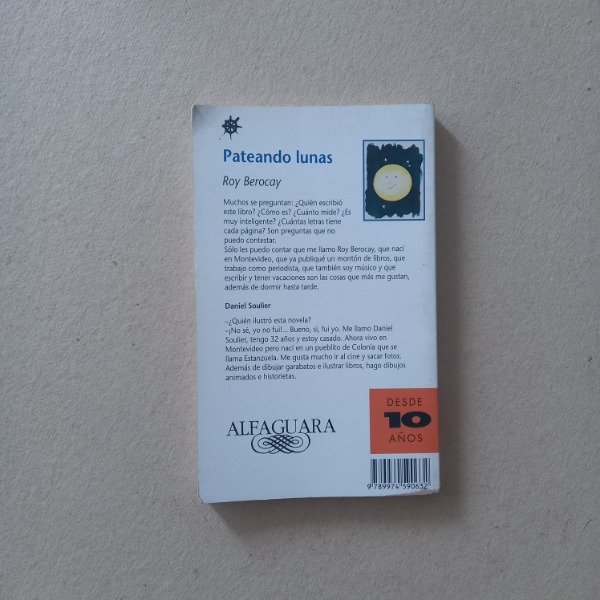 Pateando lunas
Roy Berocay
Muchos se preguntan: ¿Quién escribió
este libro? ¿Cómo es? ¿Cuánto mide? ¿Es
muy inteligente? ¿Cuántas letras tiene
cada página? Son preguntas que no
puedo contestar.
Sólo les puedo contar que me llamo Roy Berocay, que nací
en Montevideo, que ya publiqué un montón de libros, que
trabajo como periodista, que también soy músico y que
escribir y tener vacaciones son las cosas que más me gustan,
además de dormir hasta tarde.
Daniel Soulier
–¿Quién ilustró esta novela?
–¡No sé, yo no fui!... Bueno, sí, fui yo. Me llamo Daniel
Soulier, tengo 32 años y estoy casado. Ahora vivo en
Montevideo pero nací en un pueblito de Colonia que se
llama Estanzuela. Me gusta mucho ir al cine y sacar fotos.
Además de dibujar garabatos e ilustrar libros, hago dibujos
animados e historietas.
ALFAGUARA
DESDE
10
AÑOS
9 789974 590632